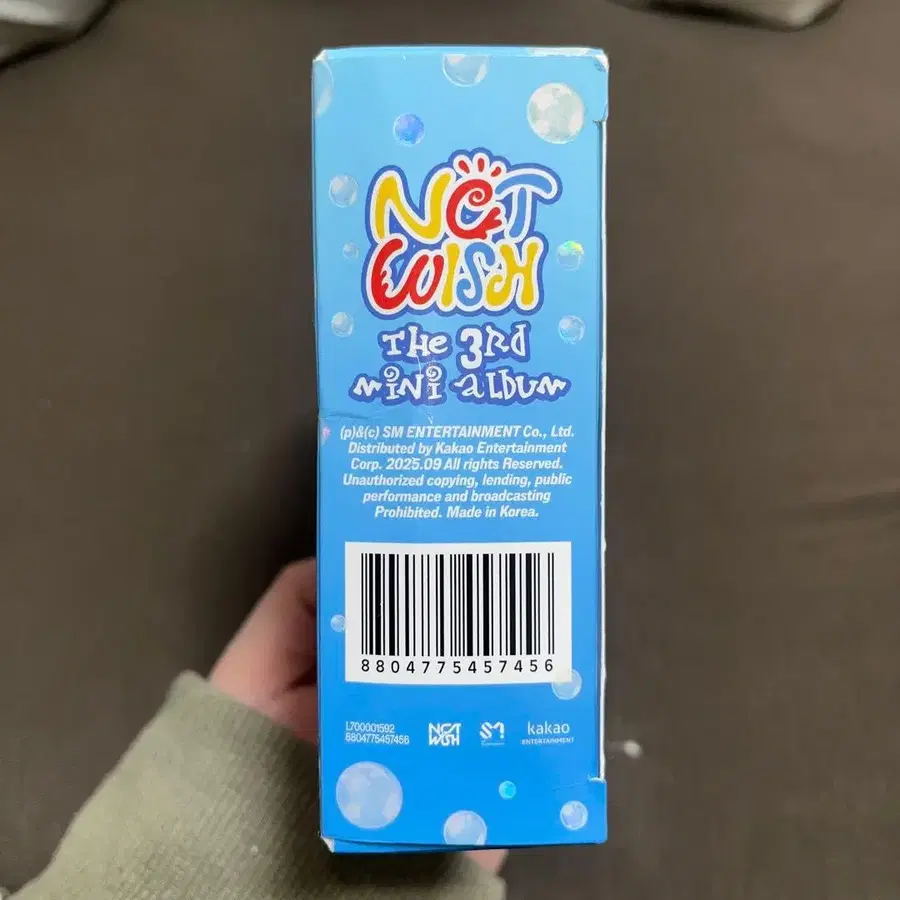 NCT
WISH
THE 3RD
MINI ALBUM
(p)&(c) SM ENTERTAINMENT Co., Ltd.
Distributed by Kakao Entertainment
Corp. 2025.09 All rights Reserved.
Unauthorized copying, lending, public
performance and broadcasting
Prohibited. Made in Korea.
8804775457456
L700001592
8804775457456
NCT
WISH
SM
kakao
ENTERTAINMENT